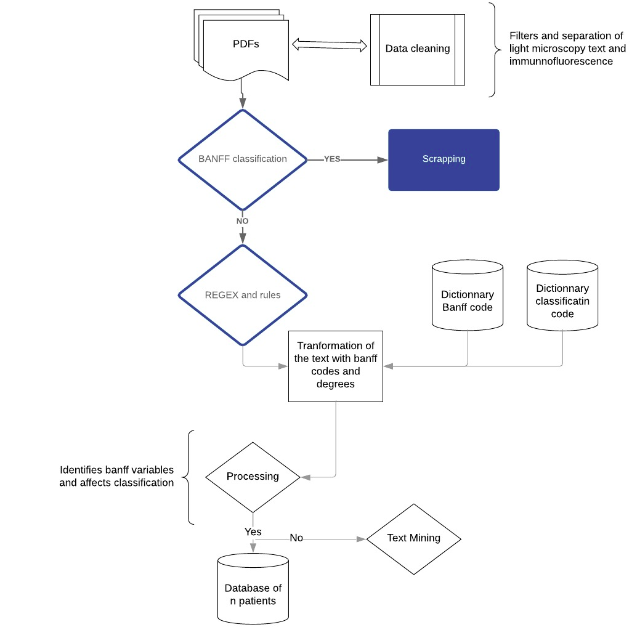 PDFs
Data cleaning
Filters and separation of
light microscopy text and
immunnofluorescence
BANFF classification
YES
Scrapping
NO
REGEX and rules
Dictionnary
Banff code
Dictionnary
classificatin
code
Tranformation of
the text with banff
codes and
degrees
Identifies banff variables
and affects classification
Processing
Yes
No
Text Mining
Database of
n patients